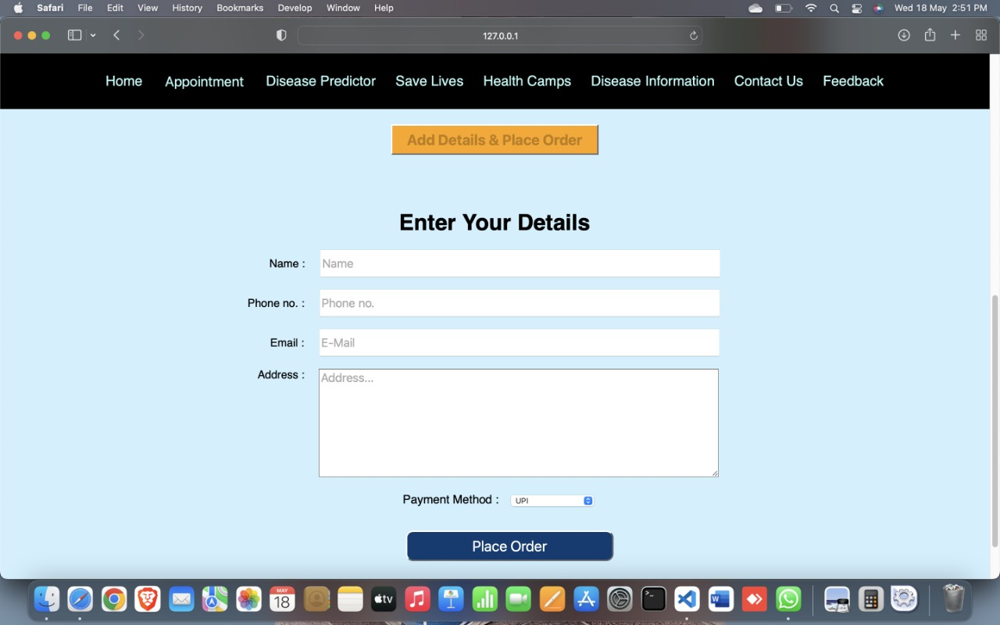 Safari File Edit View History Bookmarks Develop Window Help Wed 18 May 2:51 PM
127.0.0.1
Home Appointment Disease Predictor Save Lives Health Camps Disease Information Contact Us Feedback
Add Details & Place Order
Enter Your Details
Name : Name
Phone no. : Phone no.
Email : E-Mail
Address : Address...
Payment Method : UPI
Place Order
MAY
18
tv
W